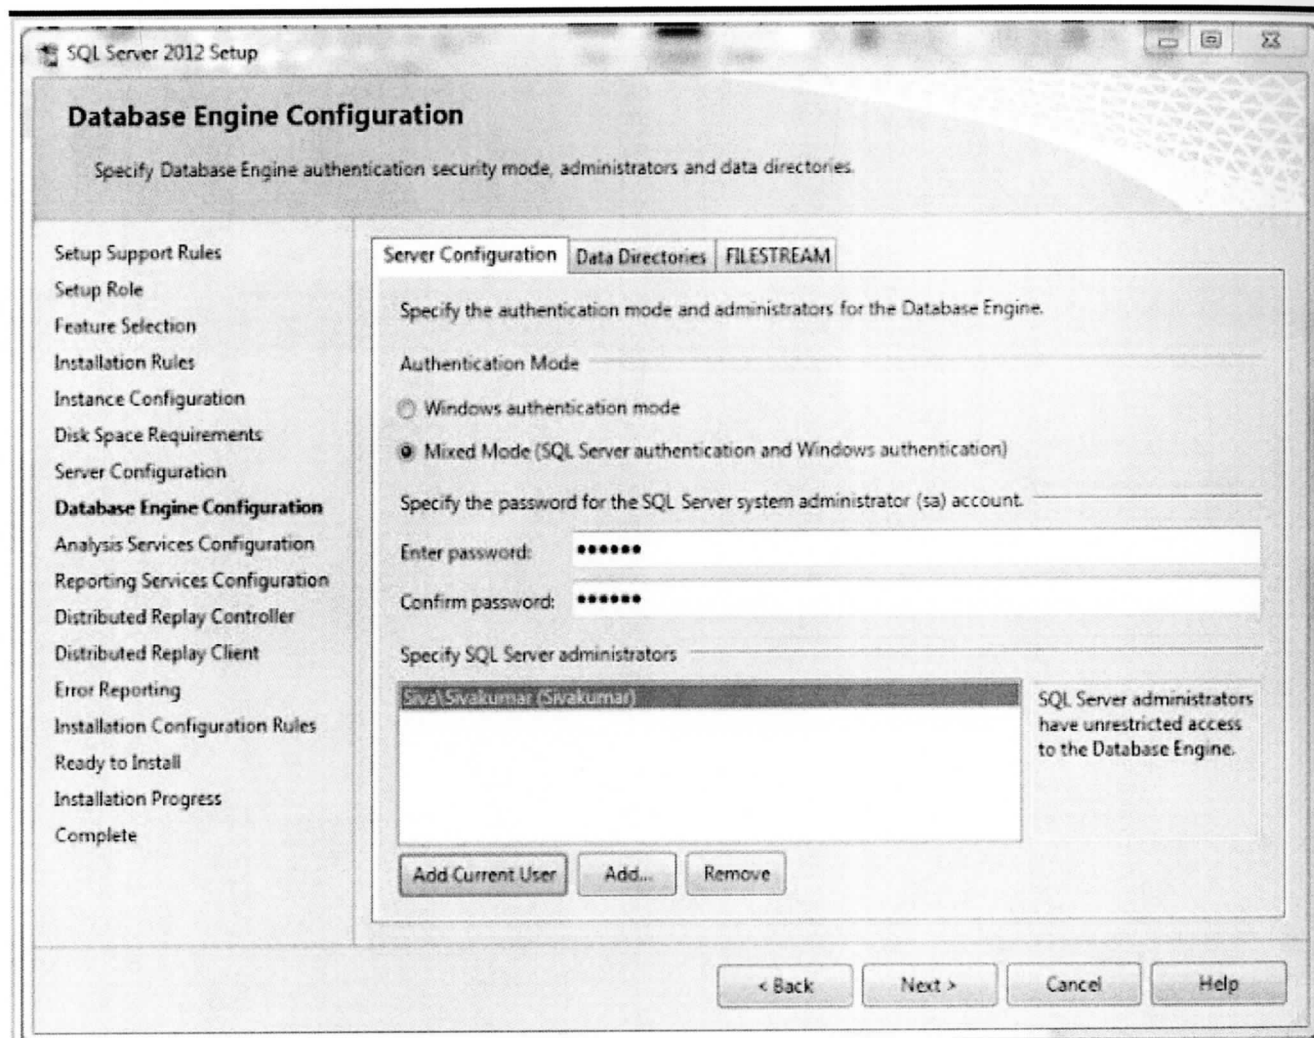 SQL Server 2012 Setup
Database Engine Configuration
Specify Database Engine authentication security mode, administrators and data directories.
Setup Support Rules
Setup Role
Feature Selection
Installation Rules
Instance Configuration
Disk Space Requirements
Server Configuration
Database Engine Configuration
Analysis Services Configuration
Reporting Services Configuration
Distributed Replay Controller
Distributed Replay Client
Error Reporting
Installation Configuration Rules
Ready to Install
Installation Progress
Complete
Server Configuration
Data Directories
FILESTREAM
Specify the authentication mode and administrators for the Database Engine.
Authentication Mode
Windows authentication mode
Mixed Mode (SQL Server authentication and Windows authentication)
Specify the password for the SQL Server system administrator (sa) account.
Enter password: ●●●●●●
Confirm password: ●●●●●●
Specify SQL Server administrators
Siva\Sivakumar (Sivakumar)
SQL Server administrators
have unrestricted access
to the Database Engine.
Add Current User
Add...
Remove
< Back
Next >
Cancel
Help